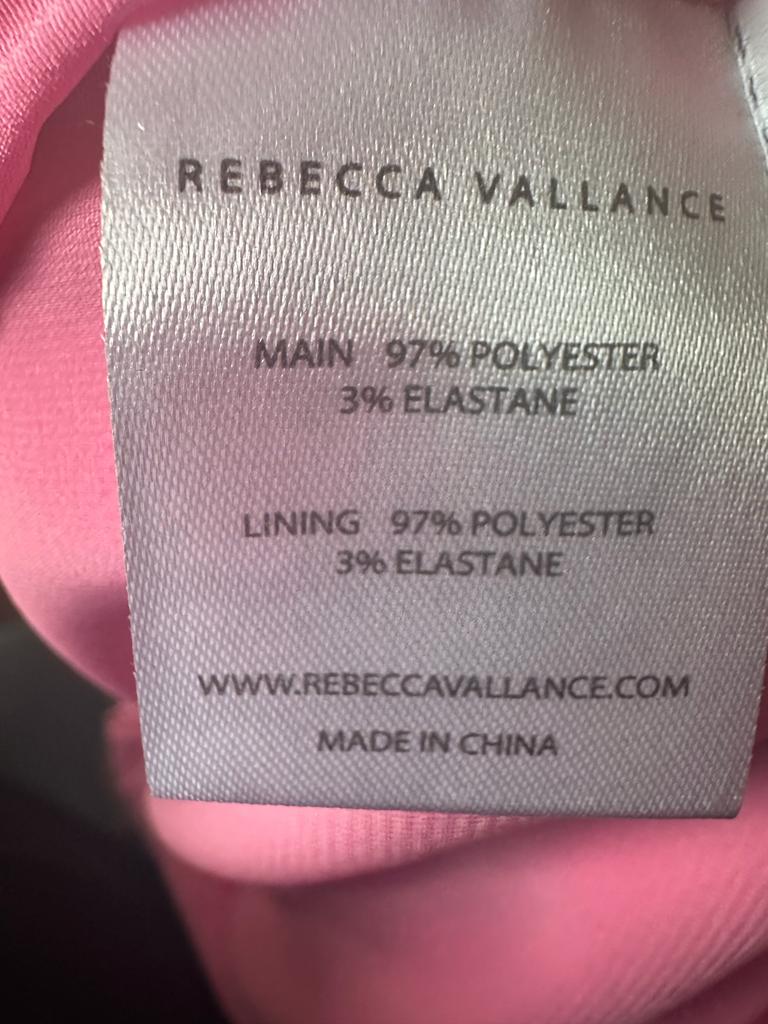 REBECCA VALLANCE
MAIN 97% POLYESTER
3% ELASTANE
LINING 97% POLYESTER
3% ELASTANE
WWW.REBECCAVALLANCE.COM
MADE IN CHINA